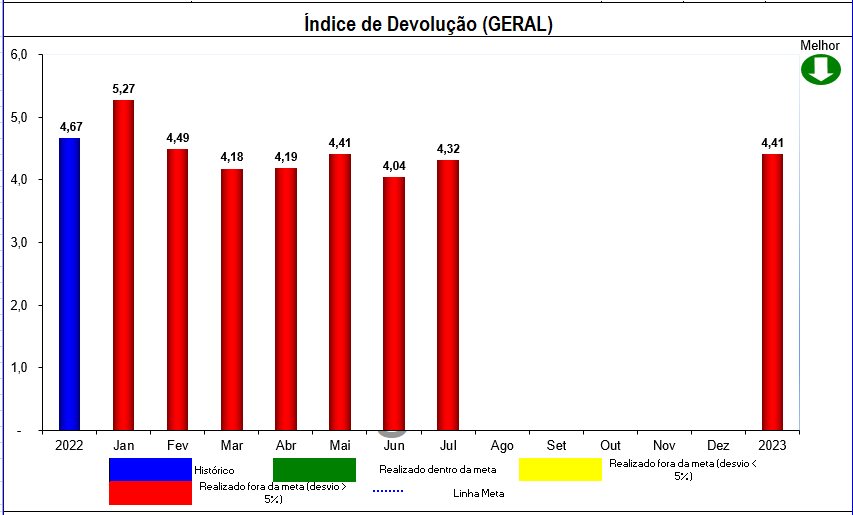 Índice de Devolução (GERAL)
Melhor
6,0
5,0
4,0
3,0
2,0
1,0
-
4,67
5,27
4,49
4,18
4,19
4,41
4,04
4,32
4,41
2022 Jan Fev Mar Abr Mai Jun Jul Ago Set Out Nov Dez 2023
Histórico
Realizado dentro da meta
Realizado fora da meta (desvio <
5%)
Realizado fora da meta (desvio >
5%)
Linha Meta